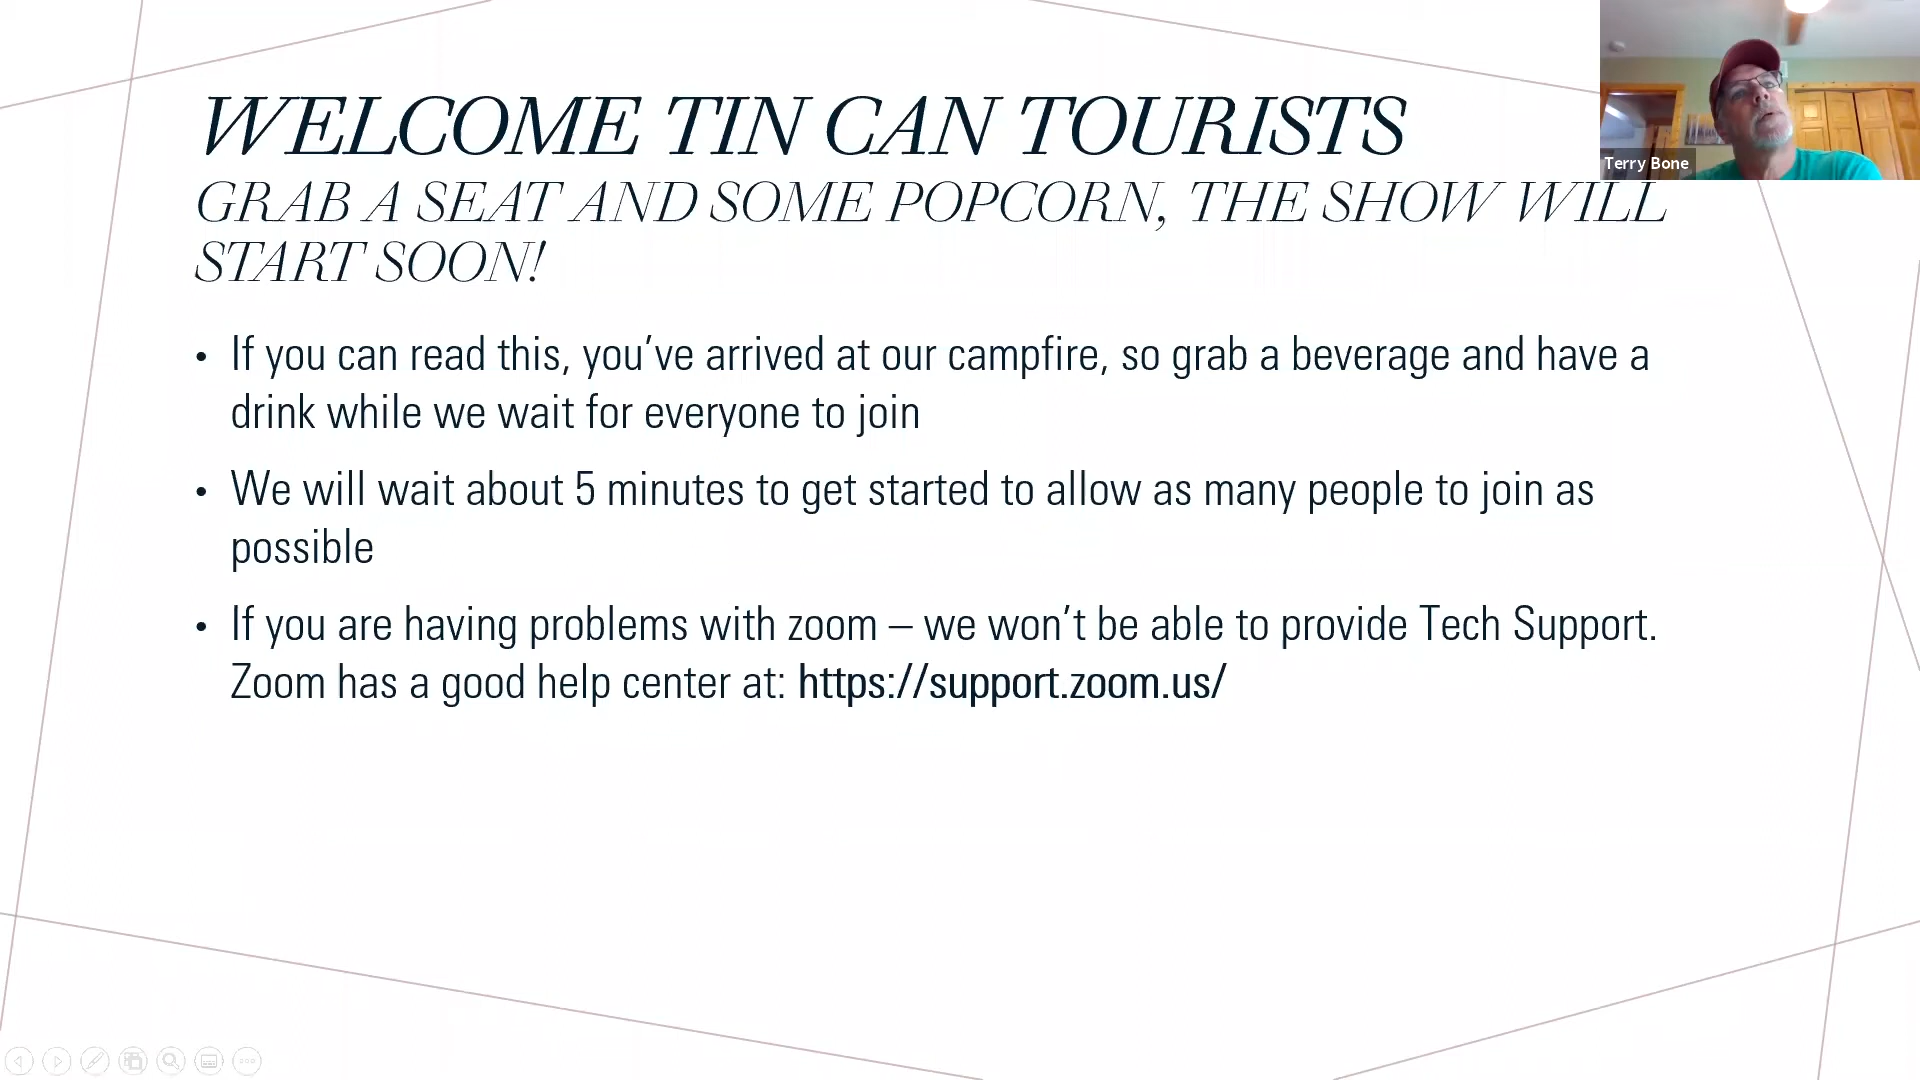 WELCOME TIN CAN TOURISTS
GRAB A SEAT AND SOME POPCORN, THE SHOW WILL
START SOON!
• If you can read this, you’ve arrived at our campfire, so grab a beverage and have a
drink while we wait for everyone to join
• We will wait about 5 minutes to get started to allow as many people to join as
possible
• If you are having problems with zoom – we won’t be able to provide Tech Support.
Zoom has a good help center at: https://support.zoom.us/
Terry Bone